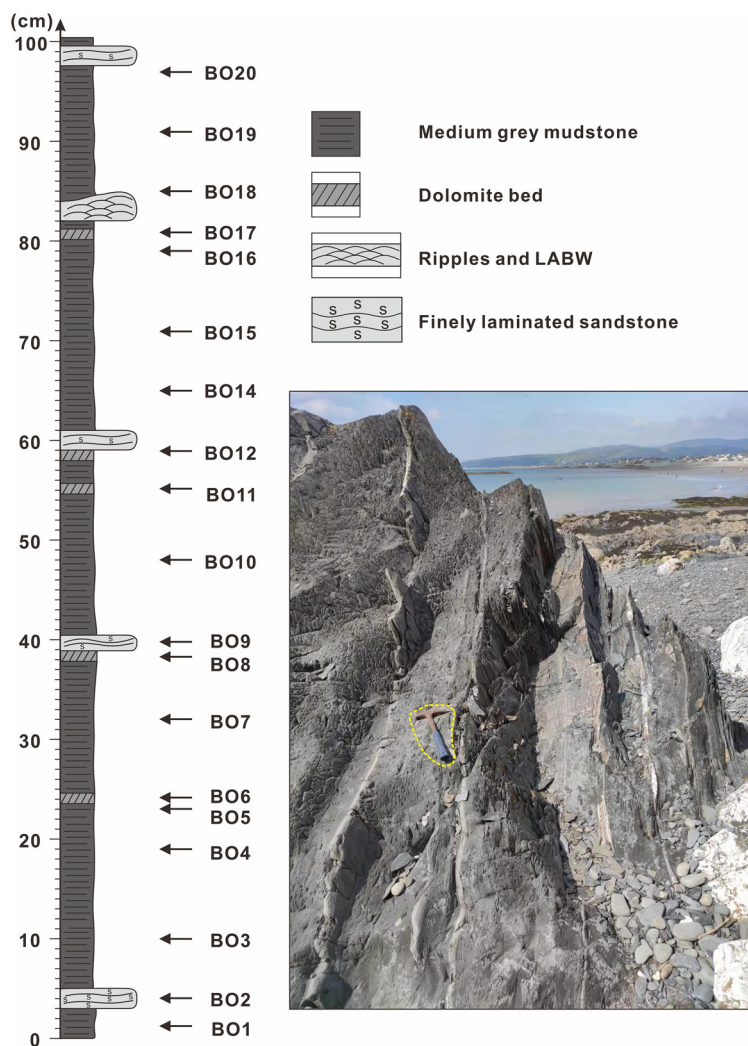 (cm)
100
BO20
90
BO19
BO18
BO17
80
BO16
70
BO15
BO14
60
BO12
BO11
50
BO10
40
BO9
BO8
BO7
30
BO6
BO5
20
BO4
10
BO3
BO2
BO1
0
S S
S S
S
S
S S S S S
Medium grey mudstone
Dolomite bed
Ripples and LABW
S
S S
S
S S
S
Finely laminated sandstone